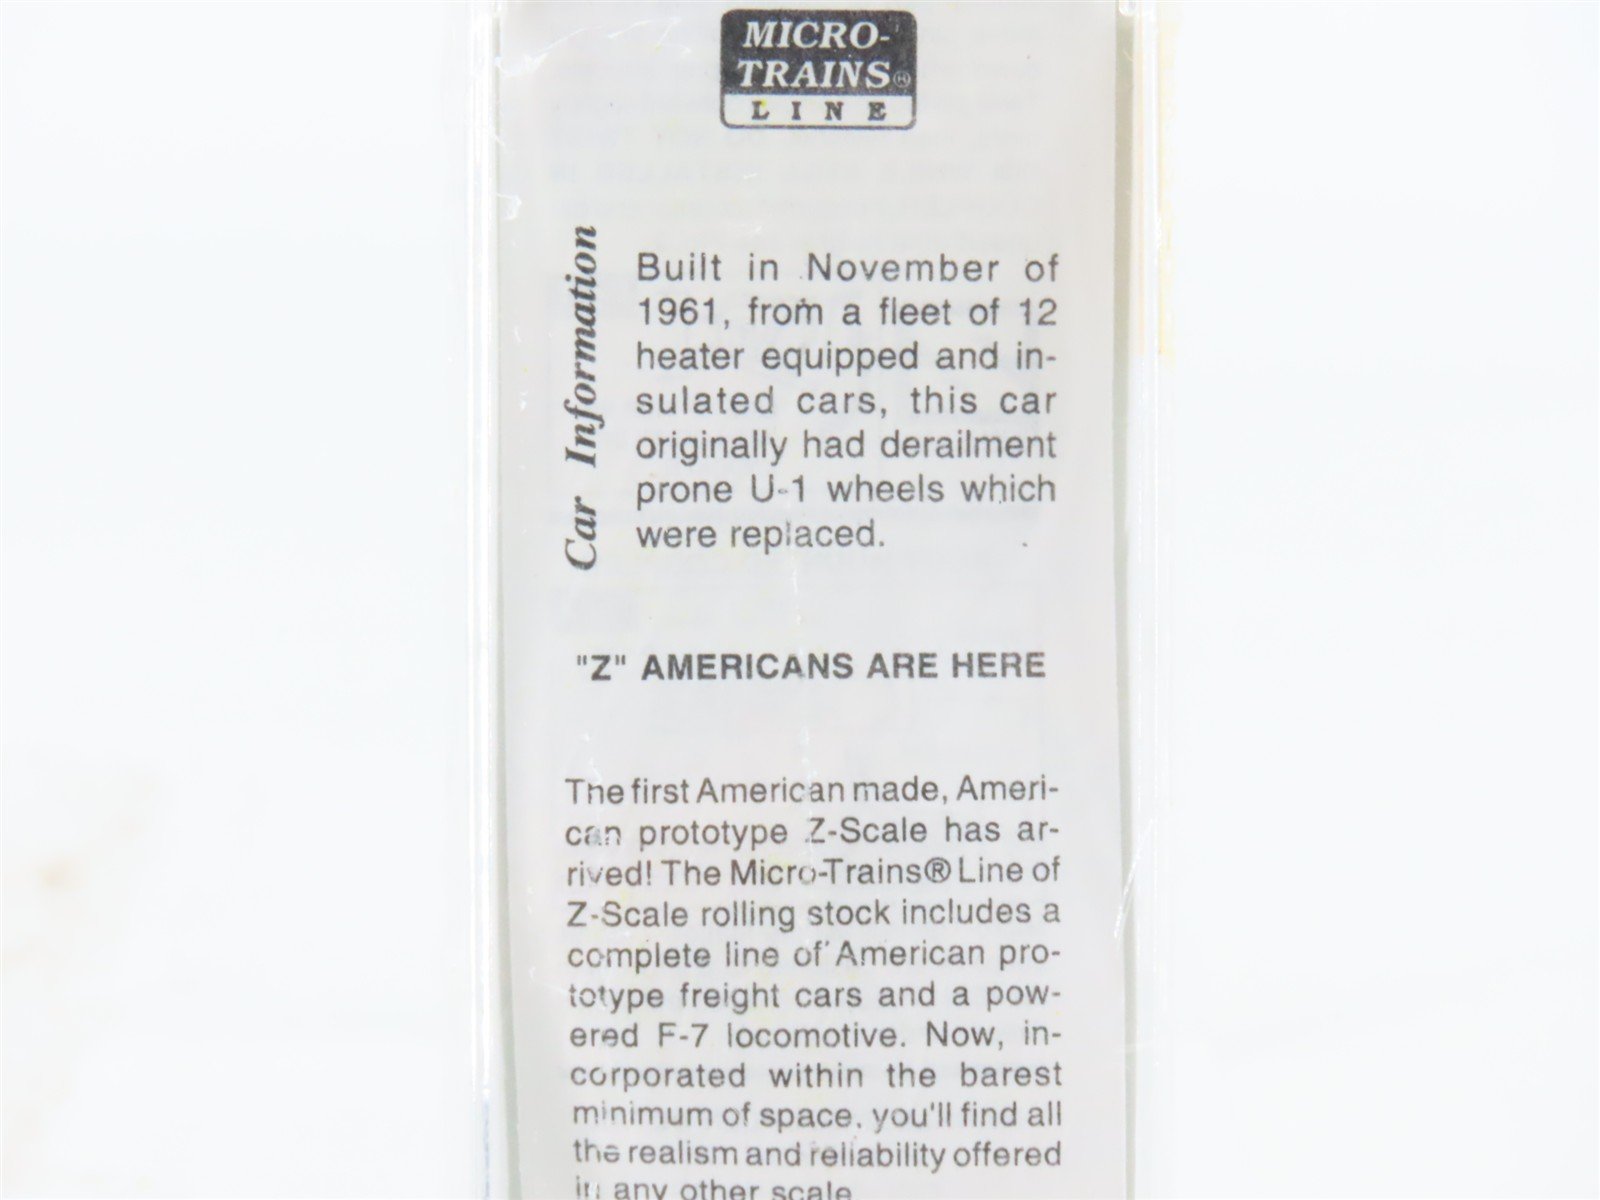 MICRO-
TRAINS®
LINE
Car Information
Built in November of
1961, from a fleet of 12
heater equipped and in-
sulated cars, this car
originally had derailment
prone U-1 wheels which
were replaced.
"Z" AMERICANS ARE HERE
The first American made, Ameri-
can prototype Z-Scale has ar-
rived! The Micro-Trains® Line of
Z-Scale rolling stock includes a
complete line of American pro-
totype freight cars and a pow-
ered F-7 locomotive. Now, in-
corporated within the barest
minimum of space, you'll find all
the realism and reliability offered
in any other scale